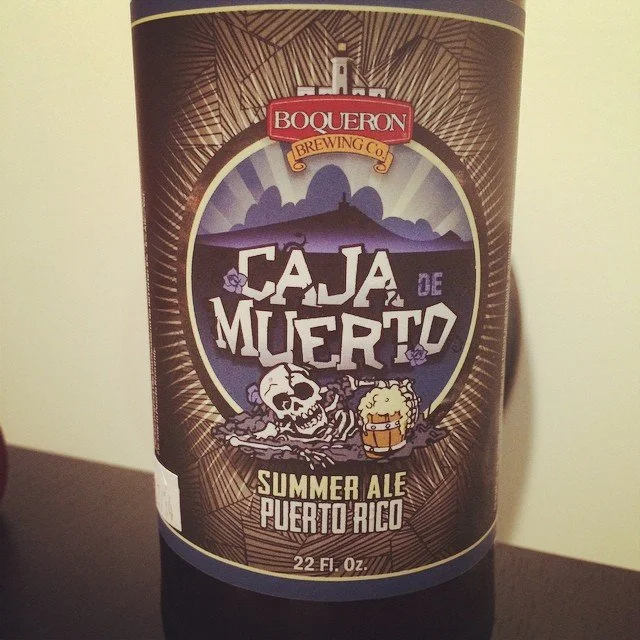 BOQUERON
BREWING Co.
CAJA DE
MUERTO
SUMMER ALE
PUERTO RICO
22 Fl. Oz.